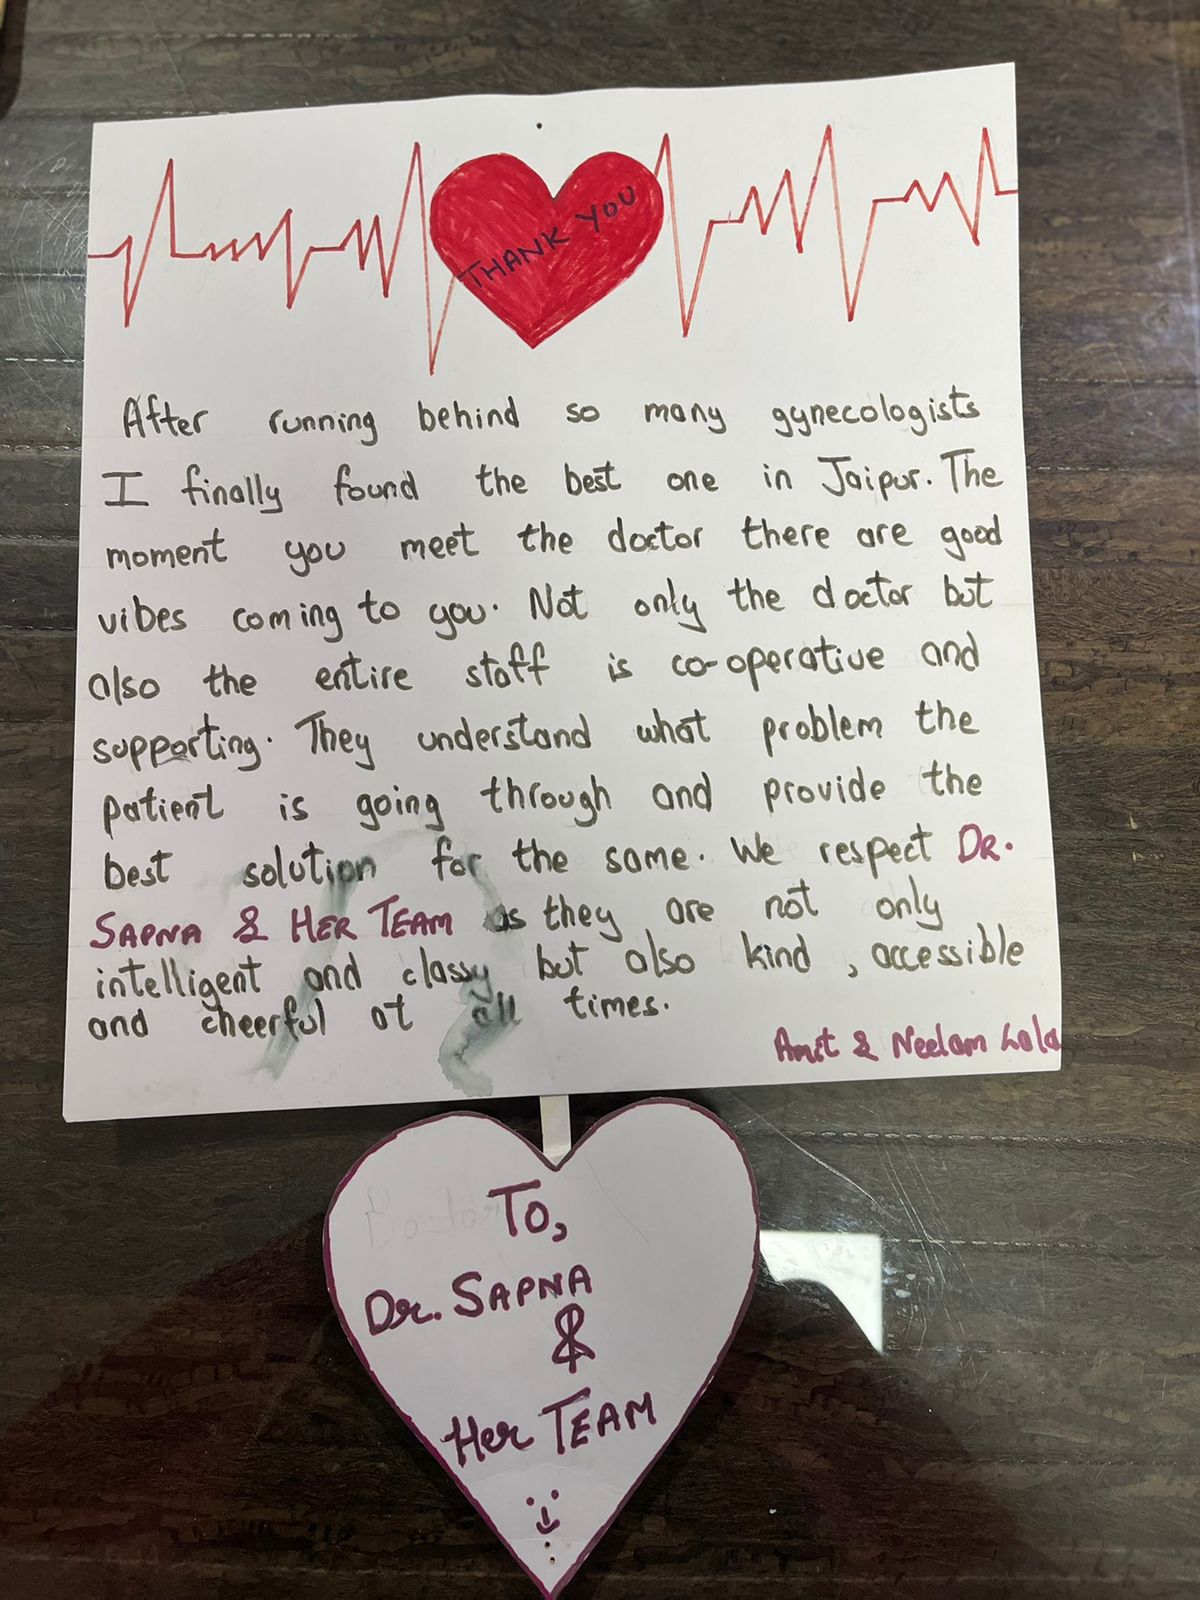 THANK YOU
After running behind so many gynecologists
I finally found the best one in Jaipur. The
moment you meet the doctor there are good
vibes coming to you. Not only the doctor but
also the entire staff is co-operative and
supporting. They understand what problem the
patient is going through and provide the
best solution for the same. We respect DR.
SAPNA & HER TEAM as they are not only
intelligent and classy but also kind, accessible
and cheerful at all times.
Amit & Neelam Lala
TO,
Dr. SAPNA
&
Her TEAM